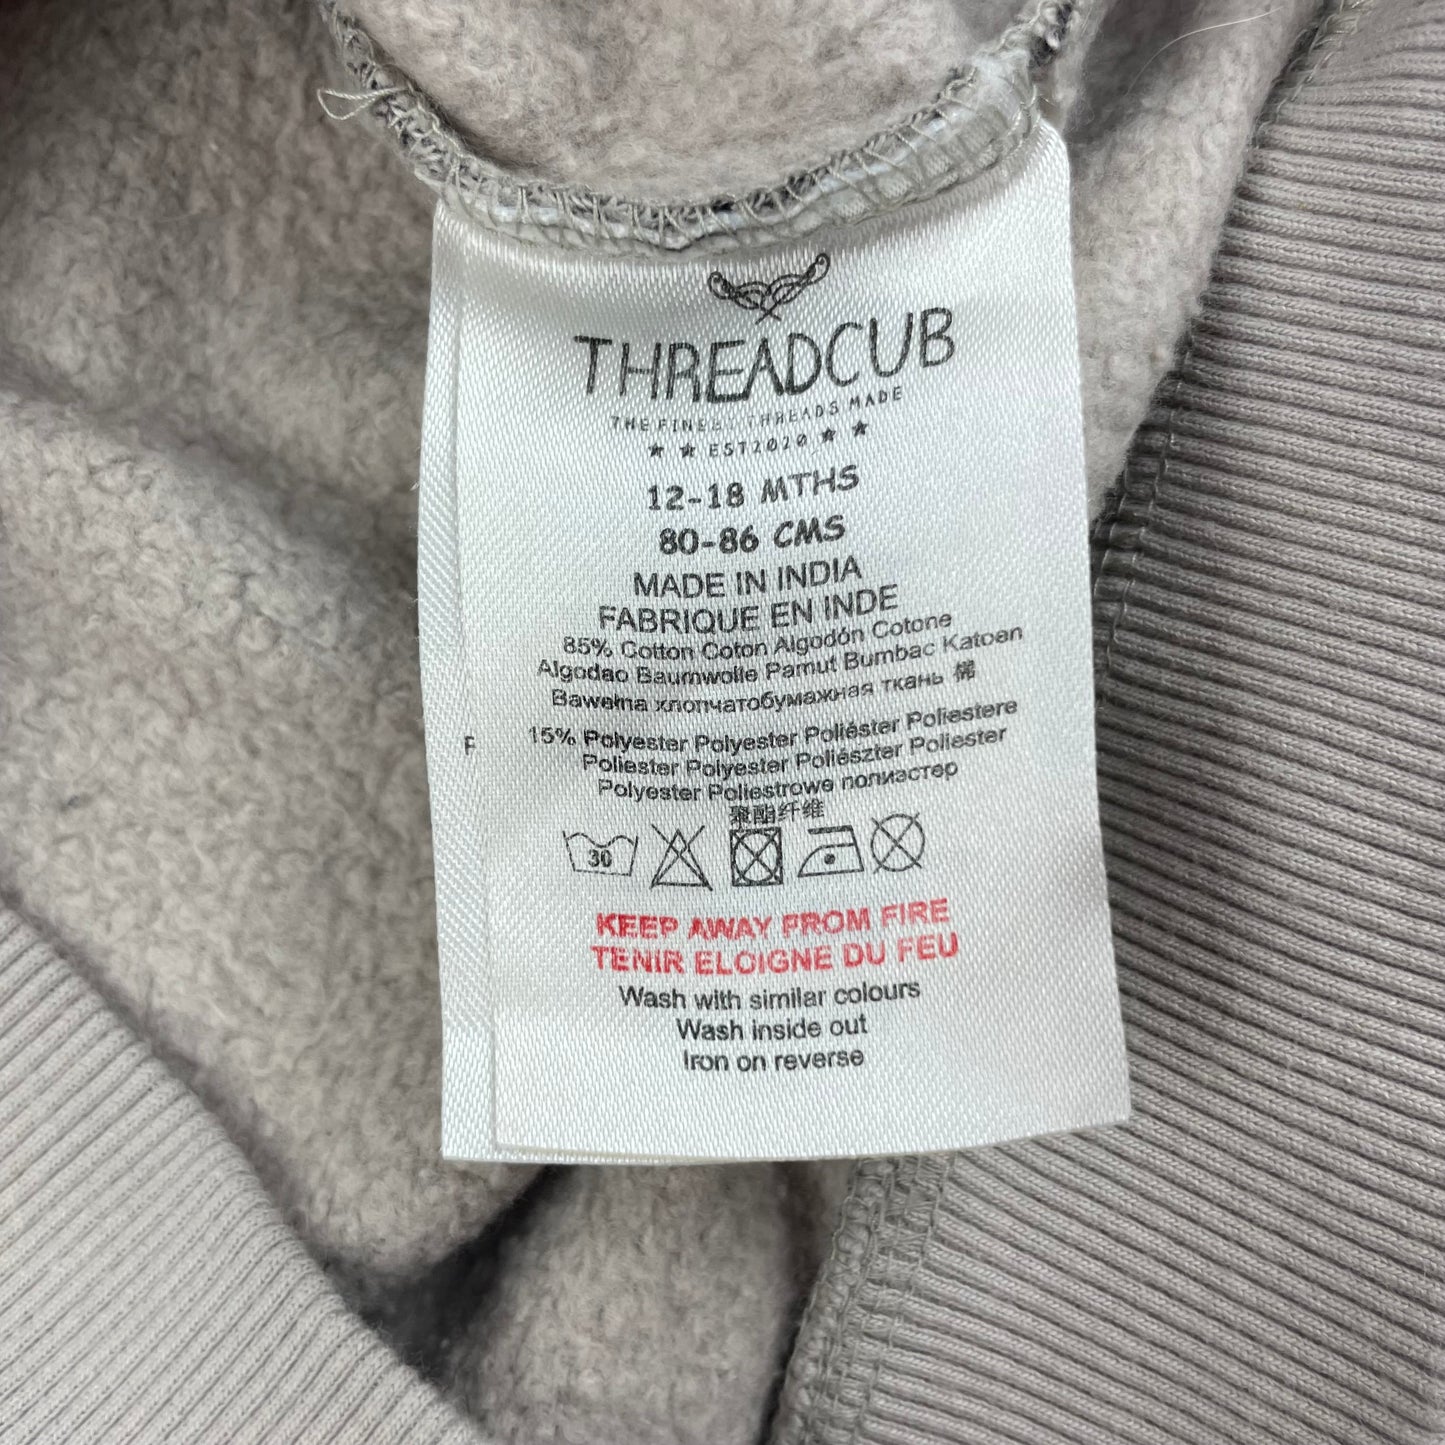 THREADCUB
THE FINEST THREADS MADE
★ ★ EST2020 ★ ★
12-18 MTHS
80-86 CMS
MADE IN INDIA
FABRIQUE EN INDE
85% Cotton Coton Algodón Cotone
Algodao Baumwolle Pamut Bumbac Katoen
Bawełna хлопчатобумажная ткань 棉
15% Polyester Polyester Poliéster Poliestere
Poliester Polyester Poliészter Poliester
Polyester Poliestrowe полиэстер
聚酯纤维
30
KEEP AWAY FROM FIRE
TENIR ELOIGNE DU FEU
Wash with similar colours
Wash inside out
Iron on reverse
F